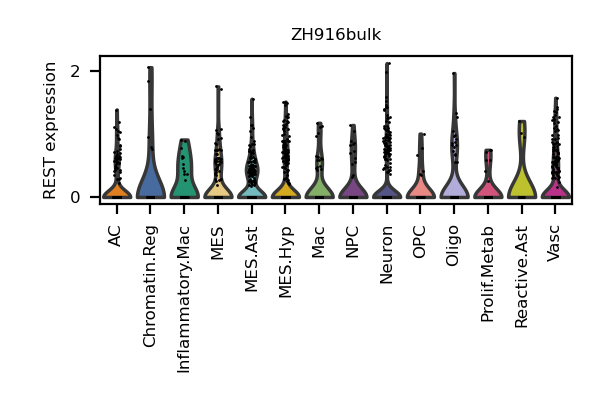 ZH916bulk
REST expression
2
0
AC
Chromatin.Reg
Inflammatory.Mac
MES
MES.Ast
MES.Hyp
Mac
NPC
Neuron
OPC
Oligo
Prolif.Metab
Reactive.Ast
Vasc